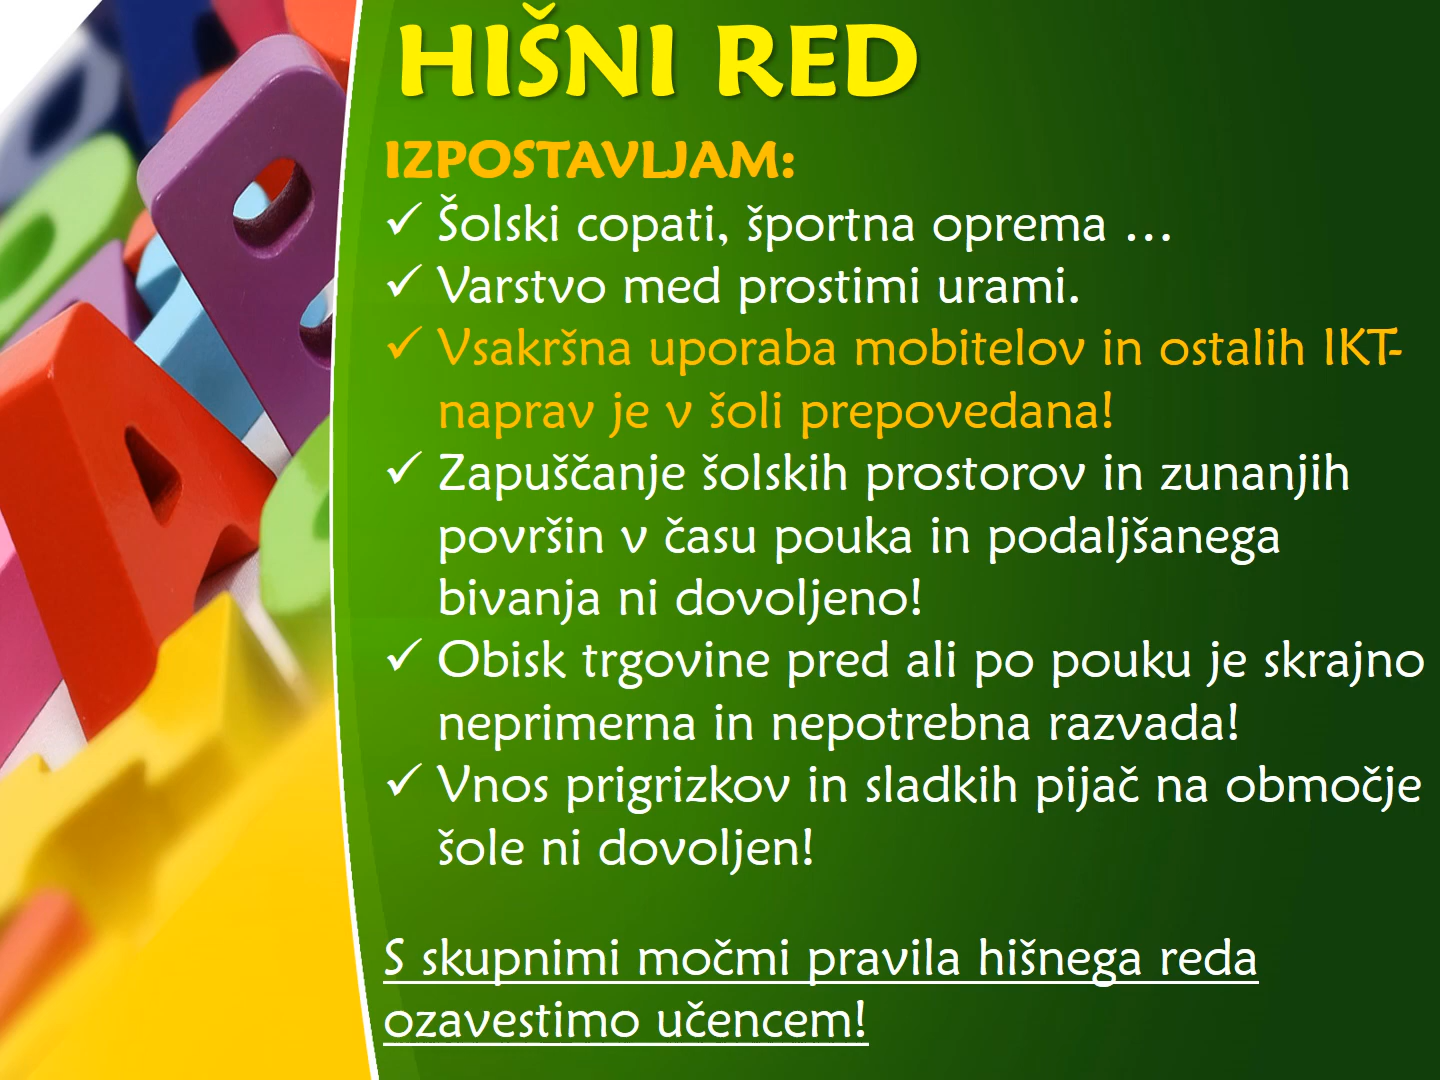 HIŠNI RED
IZPOSTAVLJAM:
✓ Šolski copati, športna oprema …
✓ Varstvo med prostimi urami.
✓ Vsakršna uporaba mobitelov in ostalih IKT-
naprav je v šoli prepovedana!
✓ Zapuščanje šolskih prostorov in zunanjih
površin v času pouka in podaljšanega
bivanja ni dovoljeno!
✓ Obisk trgovine pred ali po pouku je skrajno
neprimerna in nepotrebna razvada!
✓ Vnos prigrizkov in sladkih pijač na območje
šole ni dovoljen!
S skupnimi močmi pravila hišnega reda
ozavestimo učencem!